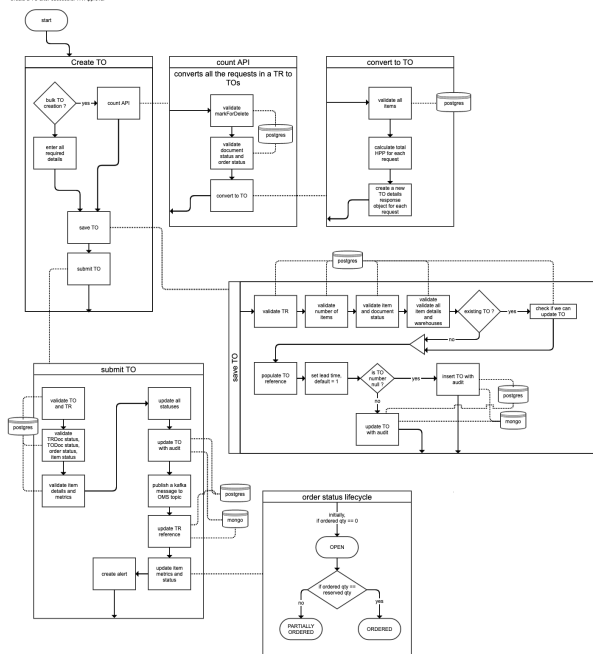 start
Create TO
bulk TO
creation ?
yes
count API
enter all
required
details
save TO
submit TO
count API
converts all the requests in a TR to
TOs
validate
markForDelete
postgres
validate
document
status and
order status
convert to TO
convert to TO
validate all
items
postgres
calculate total
HPP for each
request
create a new
TO details
response
object for each
request
save TO
postgres
validate TR
validate
number of
items
validate item
and document
status
validate
validate all
item details
and
warehouses
existing TO ?
yes
check if we can
update TO
no
populate TO
reference
set lead time,
default = 1
is TO
number
null ?
yes
insert TO with
audit
no
update TO
with audit
postgres
mongo
submit TO
validate TO
and TR
postgres
validate
TRDoc status,
TODoc status,
order status,
item status
validate item
details and
metrics
update all
statuses
update TO
with audit
publish a kafka
message to
OMS topic
postgres
mongo
update TR
reference
update item
metrics and
status
create alert
order status lifecycle
initially,
if ordered qty == 0
OPEN
if ordered qty ==
reserved qty
no
yes
PARTIALLY
ORDERED
ORDERED